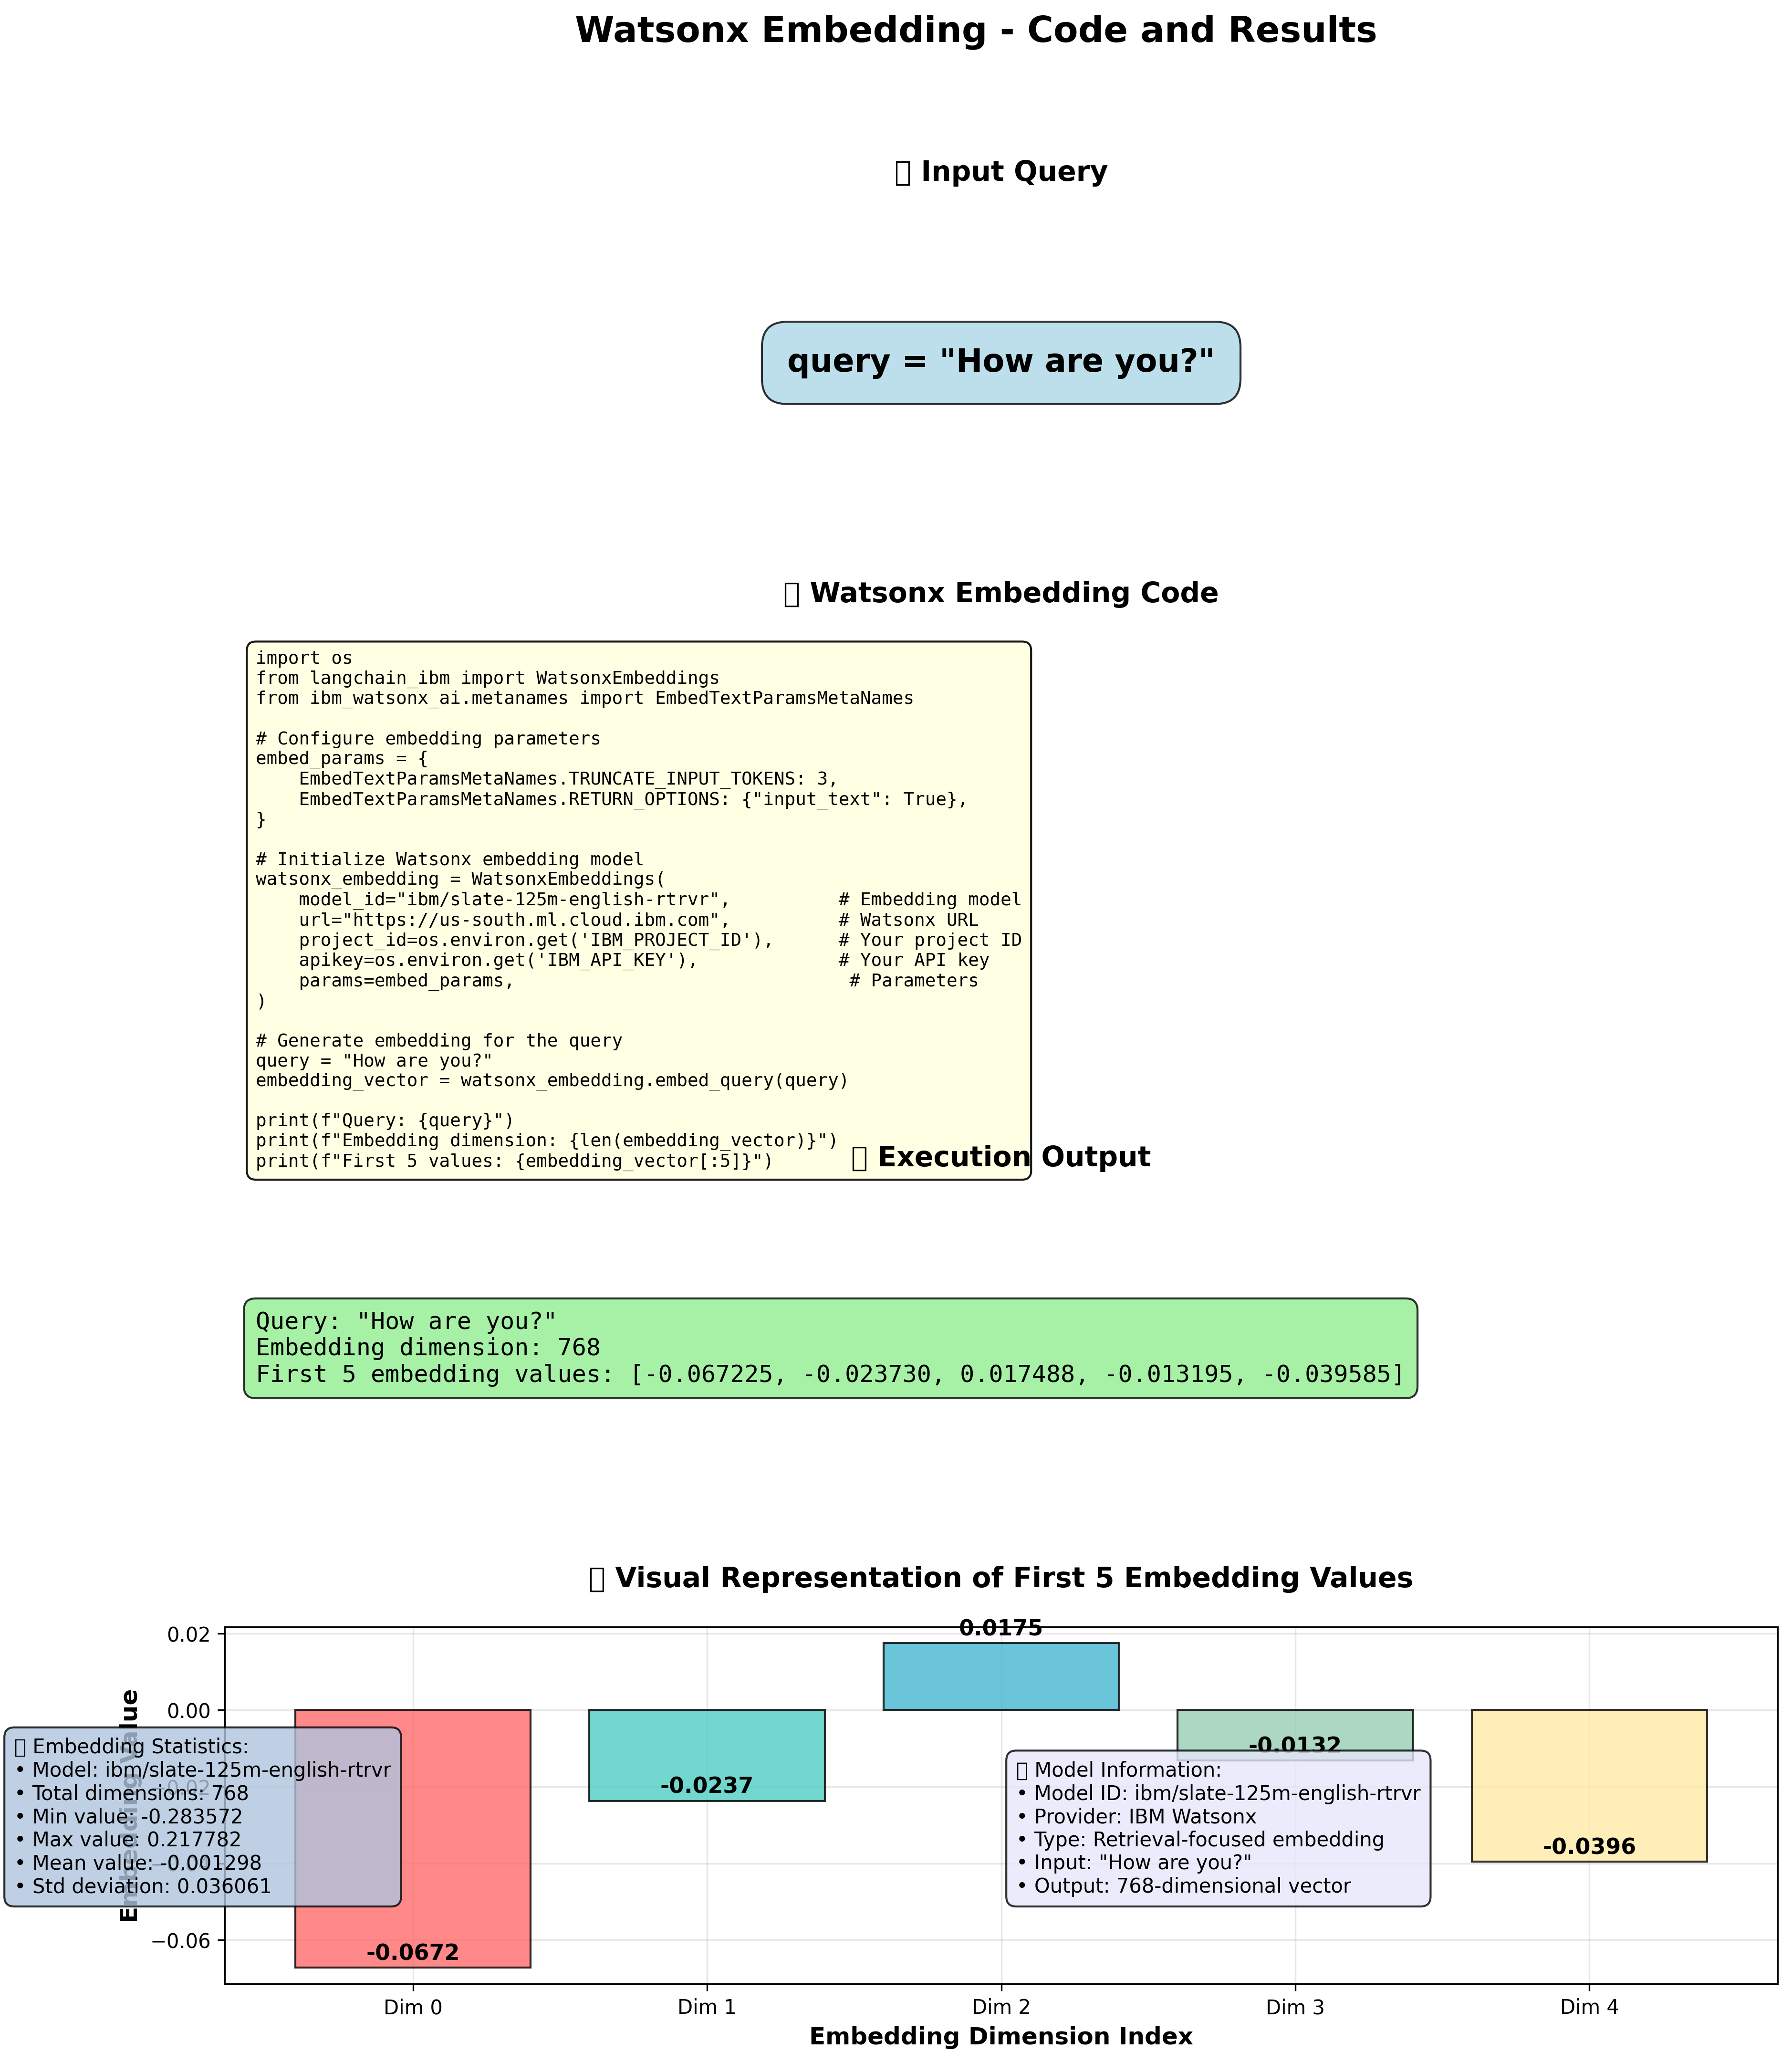 Watsonx Embedding - Code and Results
Input Query
query = "How are you?"
Watsonx Embedding Code
import os
from langchain_ibm import WatsonxEmbeddings
from ibm_watsonx_ai.metanames import EmbedTextParamsMetaNames

# Configure embedding parameters
embed_params = {
    EmbedTextParamsMetaNames.TRUNCATE_INPUT_TOKENS: 3,
    EmbedTextParamsMetaNames.RETURN_OPTIONS: {"input_text": True},
}

# Initialize Watsonx embedding model
watsonx_embedding = WatsonxEmbeddings(
    model_id="ibm/slate-125m-english-rtrvr",          # Embedding model
    url="https://us-south.ml.cloud.ibm.com",          # Watsonx URL
    project_id=os.environ.get('IBM_PROJECT_ID'),      # Your project ID
    apikey=os.environ.get('IBM_API_KEY'),             # Your API key
    params=embed_params,                               # Parameters
)

# Generate embedding for the query
query = "How are you?"
embedding_vector = watsonx_embedding.embed_query(query)

print(f"Query: {query}")
print(f"Embedding dimension: {len(embedding_vector)}")
print(f"First 5 values: {embedding_vector[:5]}")
Execution Output
Query: "How are you?"
Embedding dimension: 768
First 5 embedding values: [-0.067225, -0.023730, 0.017488, -0.013195, -0.039585]
Visual Representation of First 5 Embedding Values
0.02
0.00
−0.02
−0.04
−0.06
Embedding Value
0.0175
-0.0132
-0.0237
-0.0396
-0.0672
Embedding Statistics:
• Model: ibm/slate-125m-english-rtrvr
• Total dimensions: 768
• Min value: -0.283572
• Max value: 0.217782
• Mean value: -0.001298
• Std deviation: 0.036061
Model Information:
• Model ID: ibm/slate-125m-english-rtrvr
• Provider: IBM Watsonx
• Type: Retrieval-focused embedding
• Input: "How are you?"
• Output: 768-dimensional vector
Dim 0
Dim 1
Dim 2
Dim 3
Dim 4
Embedding Dimension Index